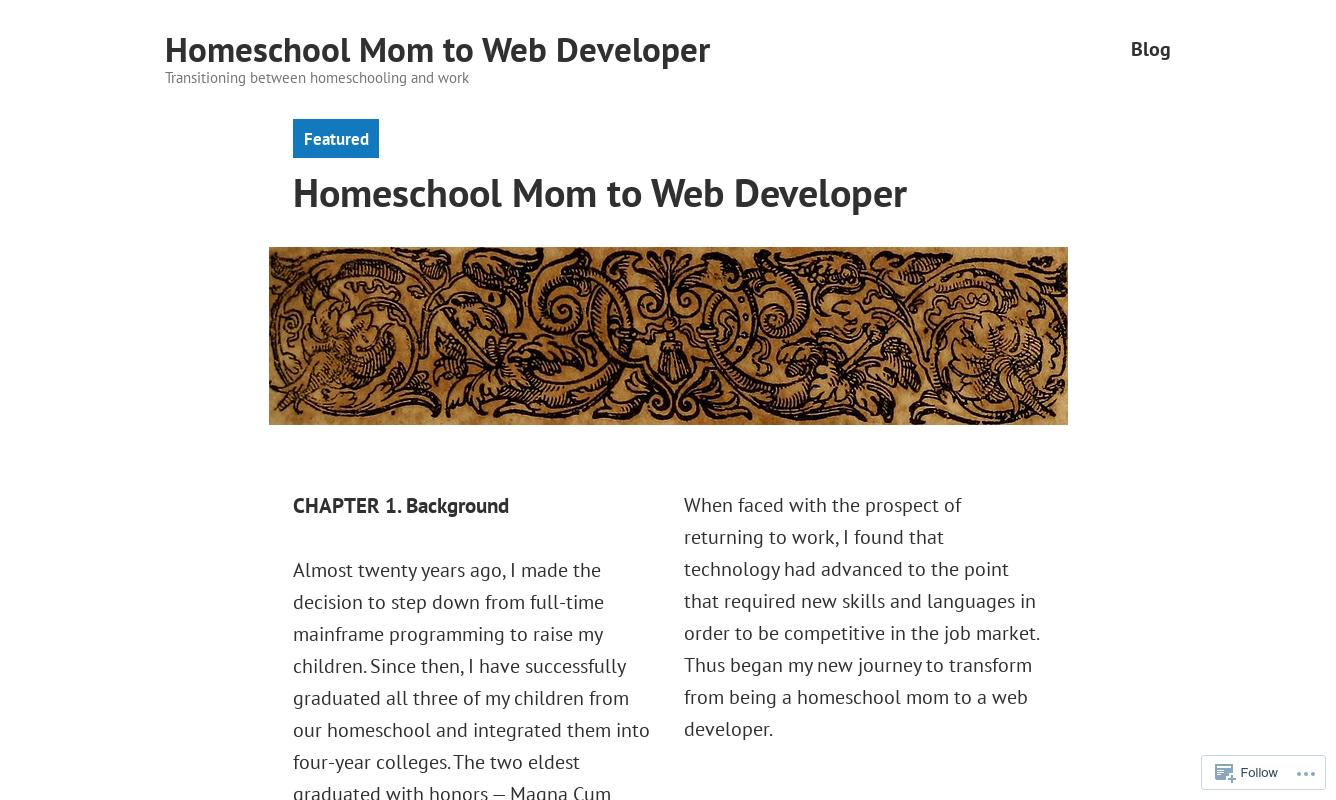 Homeschool Mom to Web Developer
Transitioning between homeschooling and work
Blog
Featured
Homeschool Mom to Web Developer
CHAPTER 1. Background
Almost twenty years ago, I made the
decision to step down from full-time
mainframe programming to raise my
children. Since then, I have successfully
graduated all three of my children from
our homeschool and integrated them into
four-year colleges. The two eldest
graduated with honors — Magna Cum
When faced with the prospect of
returning to work, I found that
technology had advanced to the point
that required new skills and languages in
order to be competitive in the job market.
Thus began my new journey to transform
from being a homeschool mom to a web
developer.
Follow